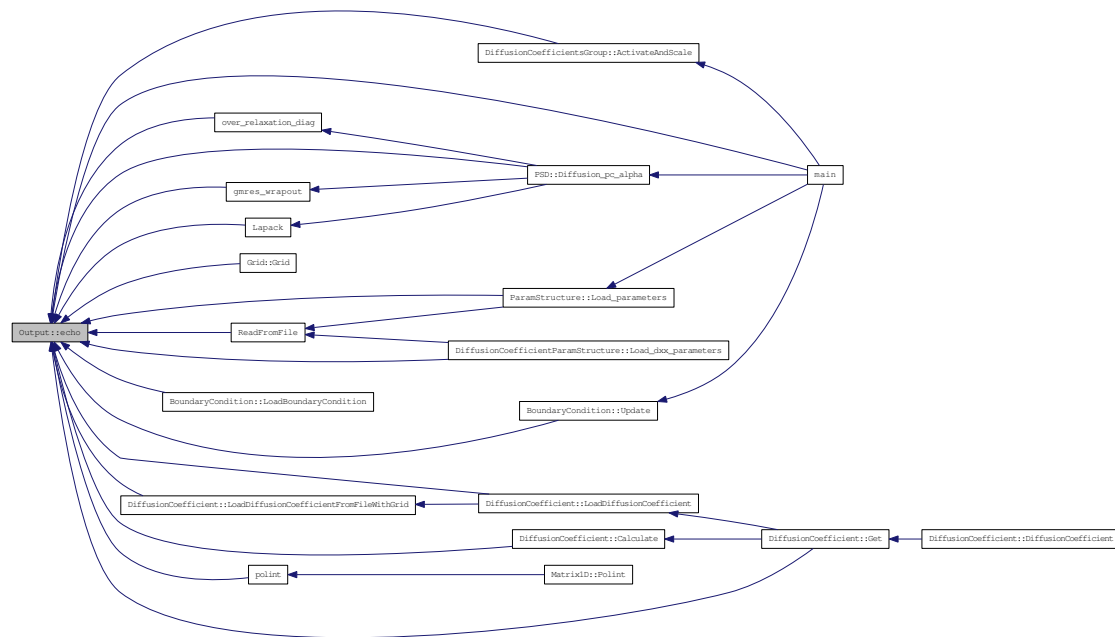 DiffusionCoefficientsGroup::ActivateAndScale
over_relaxation_diag
PSD::Diffusion_pc_alpha
main
gmres_wrapout
Lapack
Grid::Grid
ParamStructure::Load_parameters
Output::echo
ReadFromFile
DiffusionCoefficientParamStructure::Load_dxx_parameters
BoundaryCondition::LoadBoundaryCondition
BoundaryCondition::Update
DiffusionCoefficient::LoadDiffusionCoefficientFromFileWithGrid
DiffusionCoefficient::LoadDiffusionCoefficient
DiffusionCoefficient::Calculate
DiffusionCoefficient::Get
DiffusionCoefficient::DiffusionCoefficient
polint
Matrix1D::Polint